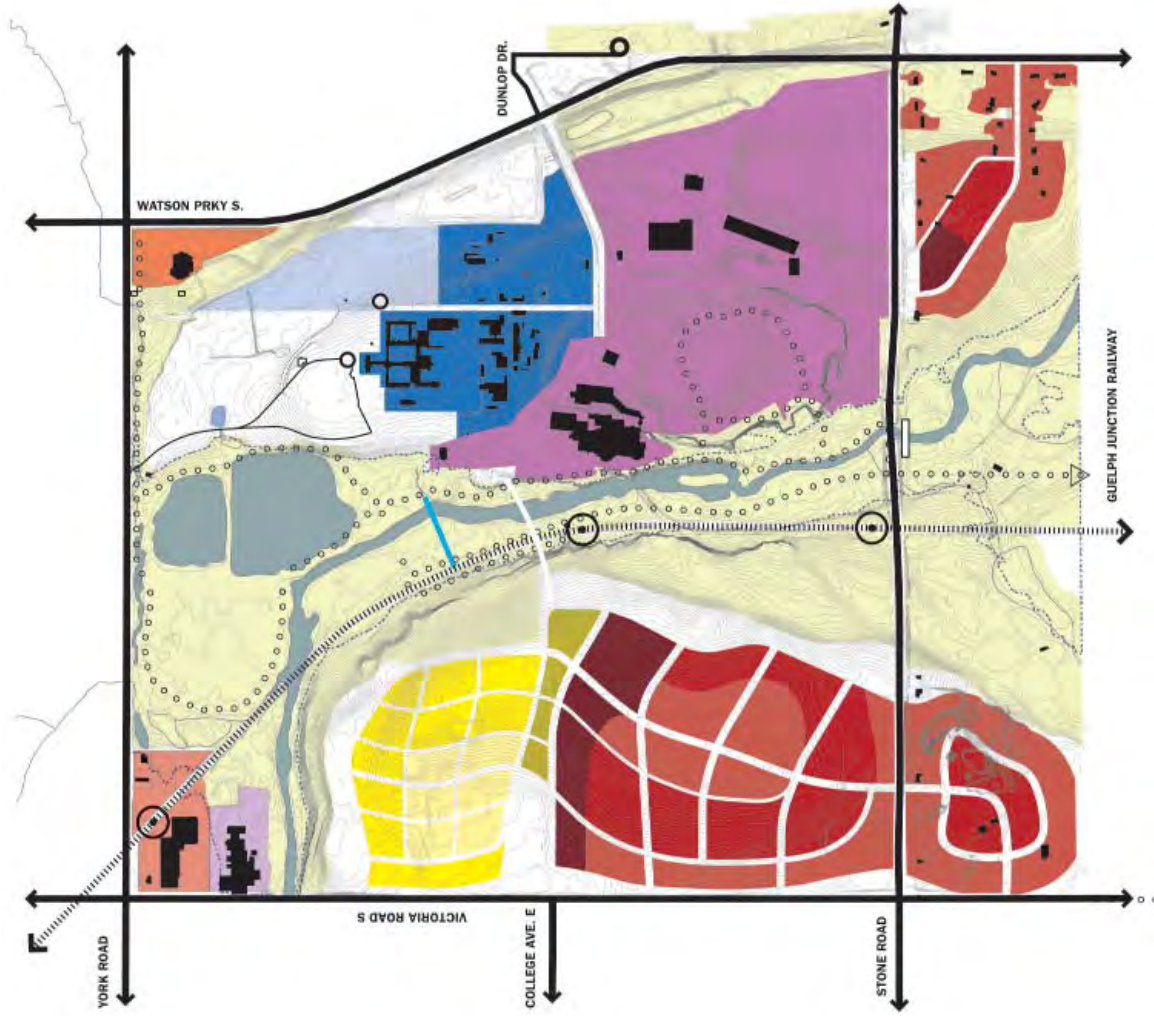 DUNLOP DR.
WATSON PRKY S.
GUELPH JUNCTION RAILWAY
VICTORIA ROAD S
YORK ROAD
COLLEGE AVE. E
STONE ROAD